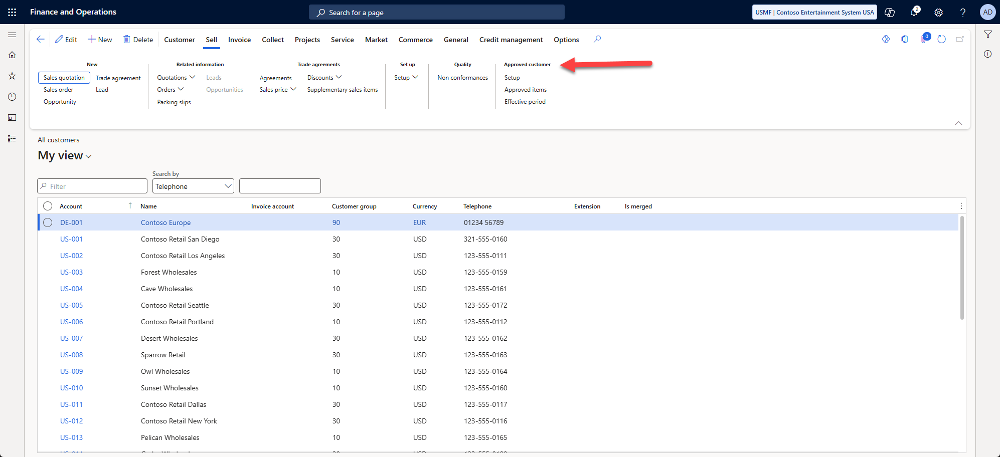 Finance and Operations
Search for a page
USMF | Contoso Entertainment System USA
2
AD
Edit
New
Delete
Customer
Sell
Invoice
Collect
Projects
Service
Market
Commerce
General
Credit management
Options
0
New
Sales quotation
Sales order
Opportunity
Trade agreement
Lead
Related information
Quotations
Orders
Packing slips
Leads
Opportunities
Trade agreements
Agreements
Sales price
Discounts
Supplementary sales items
Set up
Setup
Quality
Non conformances
Approved customer
Setup
Approved items
Effective period
All customers
My view
Filter
Search by
Telephone
Account Name Invoice account Customer group Currency Telephone Extension Is merged
DE-001 Contoso Europe 90 EUR 01234 56789
US-001 Contoso Retail San Diego 30 USD 321-555-0160
US-002 Contoso Retail Los Angeles 30 USD 123-555-0111
US-003 Forest Wholesales 10 USD 123-555-0159
US-004 Cave Wholesales 10 USD 123-555-0161
US-005 Contoso Retail Seattle 30 USD 123-555-0172
US-006 Contoso Retail Portland 10 USD 123-555-0112
US-007 Desert Wholesales 30 USD 123-555-0162
US-008 Sparrow Retail 30 USD 123-555-0163
US-009 Owl Wholesales 10 USD 123-555-0164
US-010 Sunset Wholesales 10 USD 123-555-0160
US-011 Contoso Retail Dallas 30 USD 123-555-0117
US-012 Contoso Retail New York 30 USD 123-555-0116
US-013 Pelican Wholesales 10 USD 123-555-0165